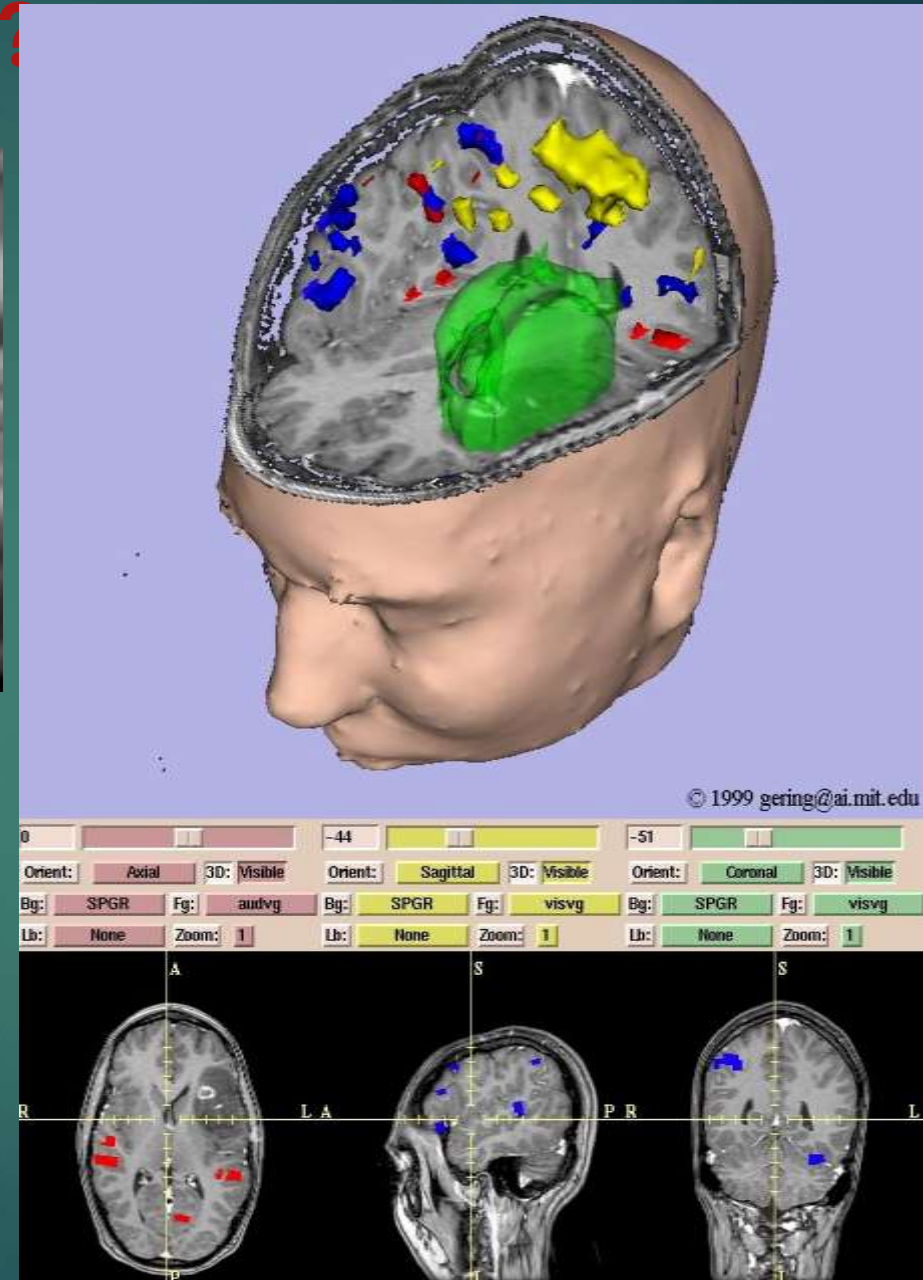 © 1999 gering@ai.mit.edu
0 -44 -51
Orient: Axial 3D: Visible Orient: Sagittal 3D: Visible Orient: Coronal 3D: Visible
Bg: SPGR Fg: audvg Bg: SPGR Fg: visvg Bg: SPGR Fg: visvg
Lb: None Zoom: 1 Lb: None Zoom: 1 Lb: None Zoom: 1
A S S
R L A P R L
P I I